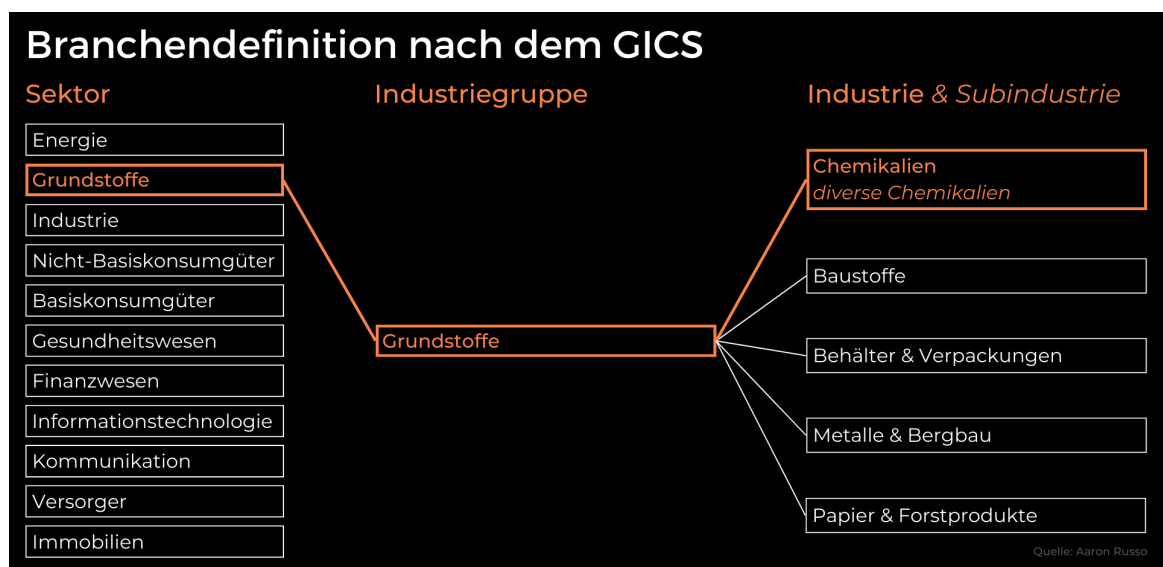 Branchendefinition nach dem GICS
Sektor
Industriegruppe
Industrie & Subindustrie
Energie
Grundstoffe
Industrie
Nicht-Basiskonsumgüter
Basiskonsumgüter
Gesundheitswesen
Finanzwesen
Informationstechnologie
Kommunikation
Versorger
Immobilien
Grundstoffe
Chemikalien
diverse Chemikalien
Baustoffe
Behälter & Verpackungen
Metalle & Bergbau
Papier & Forstprodukte
Quelle: Aaron Russo